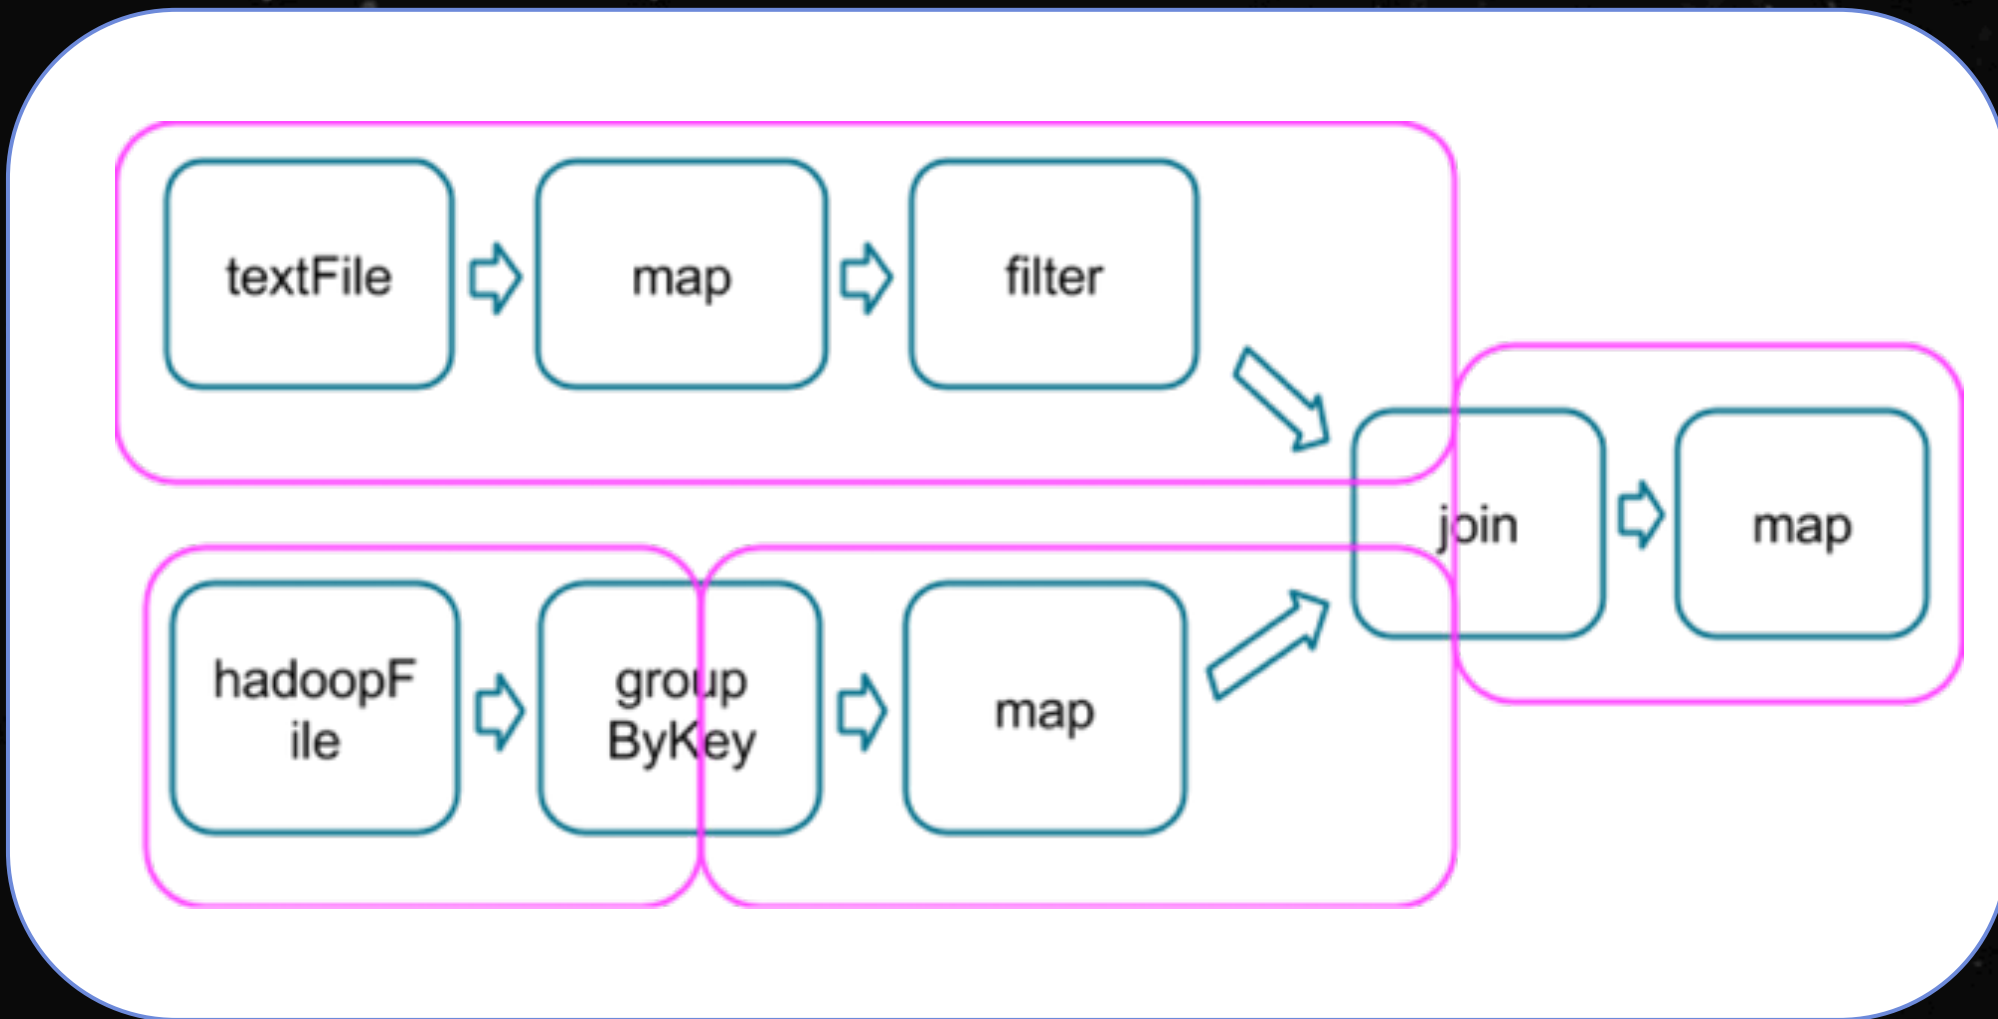 textFile
map
filter
join
map
hadoopF
ile
group
ByKey
map